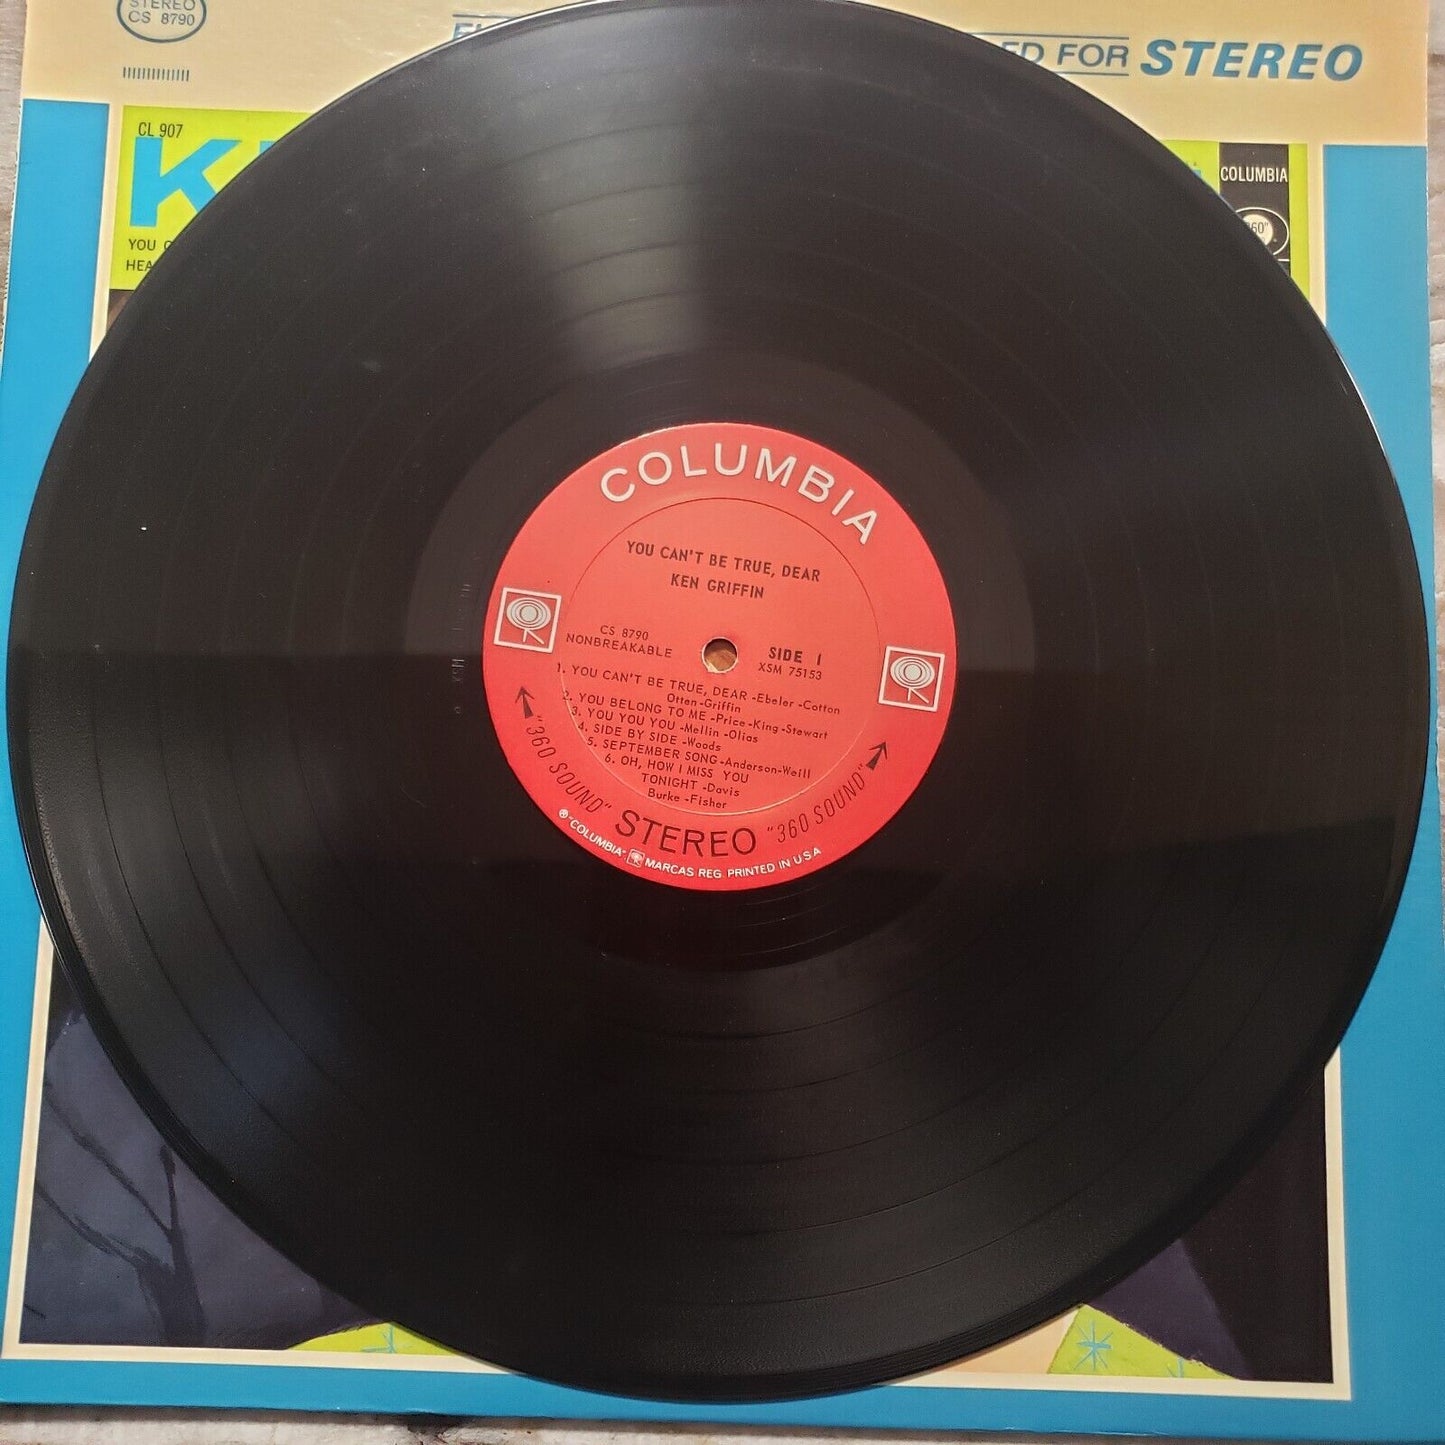 STEREO
CS 8790
ED FOR STEREO
CL 907
K
YOU
HEA
COLUMBIA
360"
COLUMBIA
YOU CAN'T BE TRUE, DEAR
KEN GRIFFIN
CS 8790
NONBREAKABLE
SIDE 1
XSM 75153
1. YOU CAN'T BE TRUE, DEAR -Ebeler -Cotton
Otten -Griffin
2. YOU BELONG TO ME -Price -King -Stewart
3. YOU YOU YOU -Mellin -Olias
4. SIDE BY SIDE -Woods
5. SEPTEMBER SONG -Anderson-Weill
6. OH, HOW I MISS YOU
TONIGHT -Davis
Burke -Fisher
"360 SOUND" STEREO "360 SOUND"
® "COLUMBIA" MARCAS REG. PRINTED IN U.S.A.